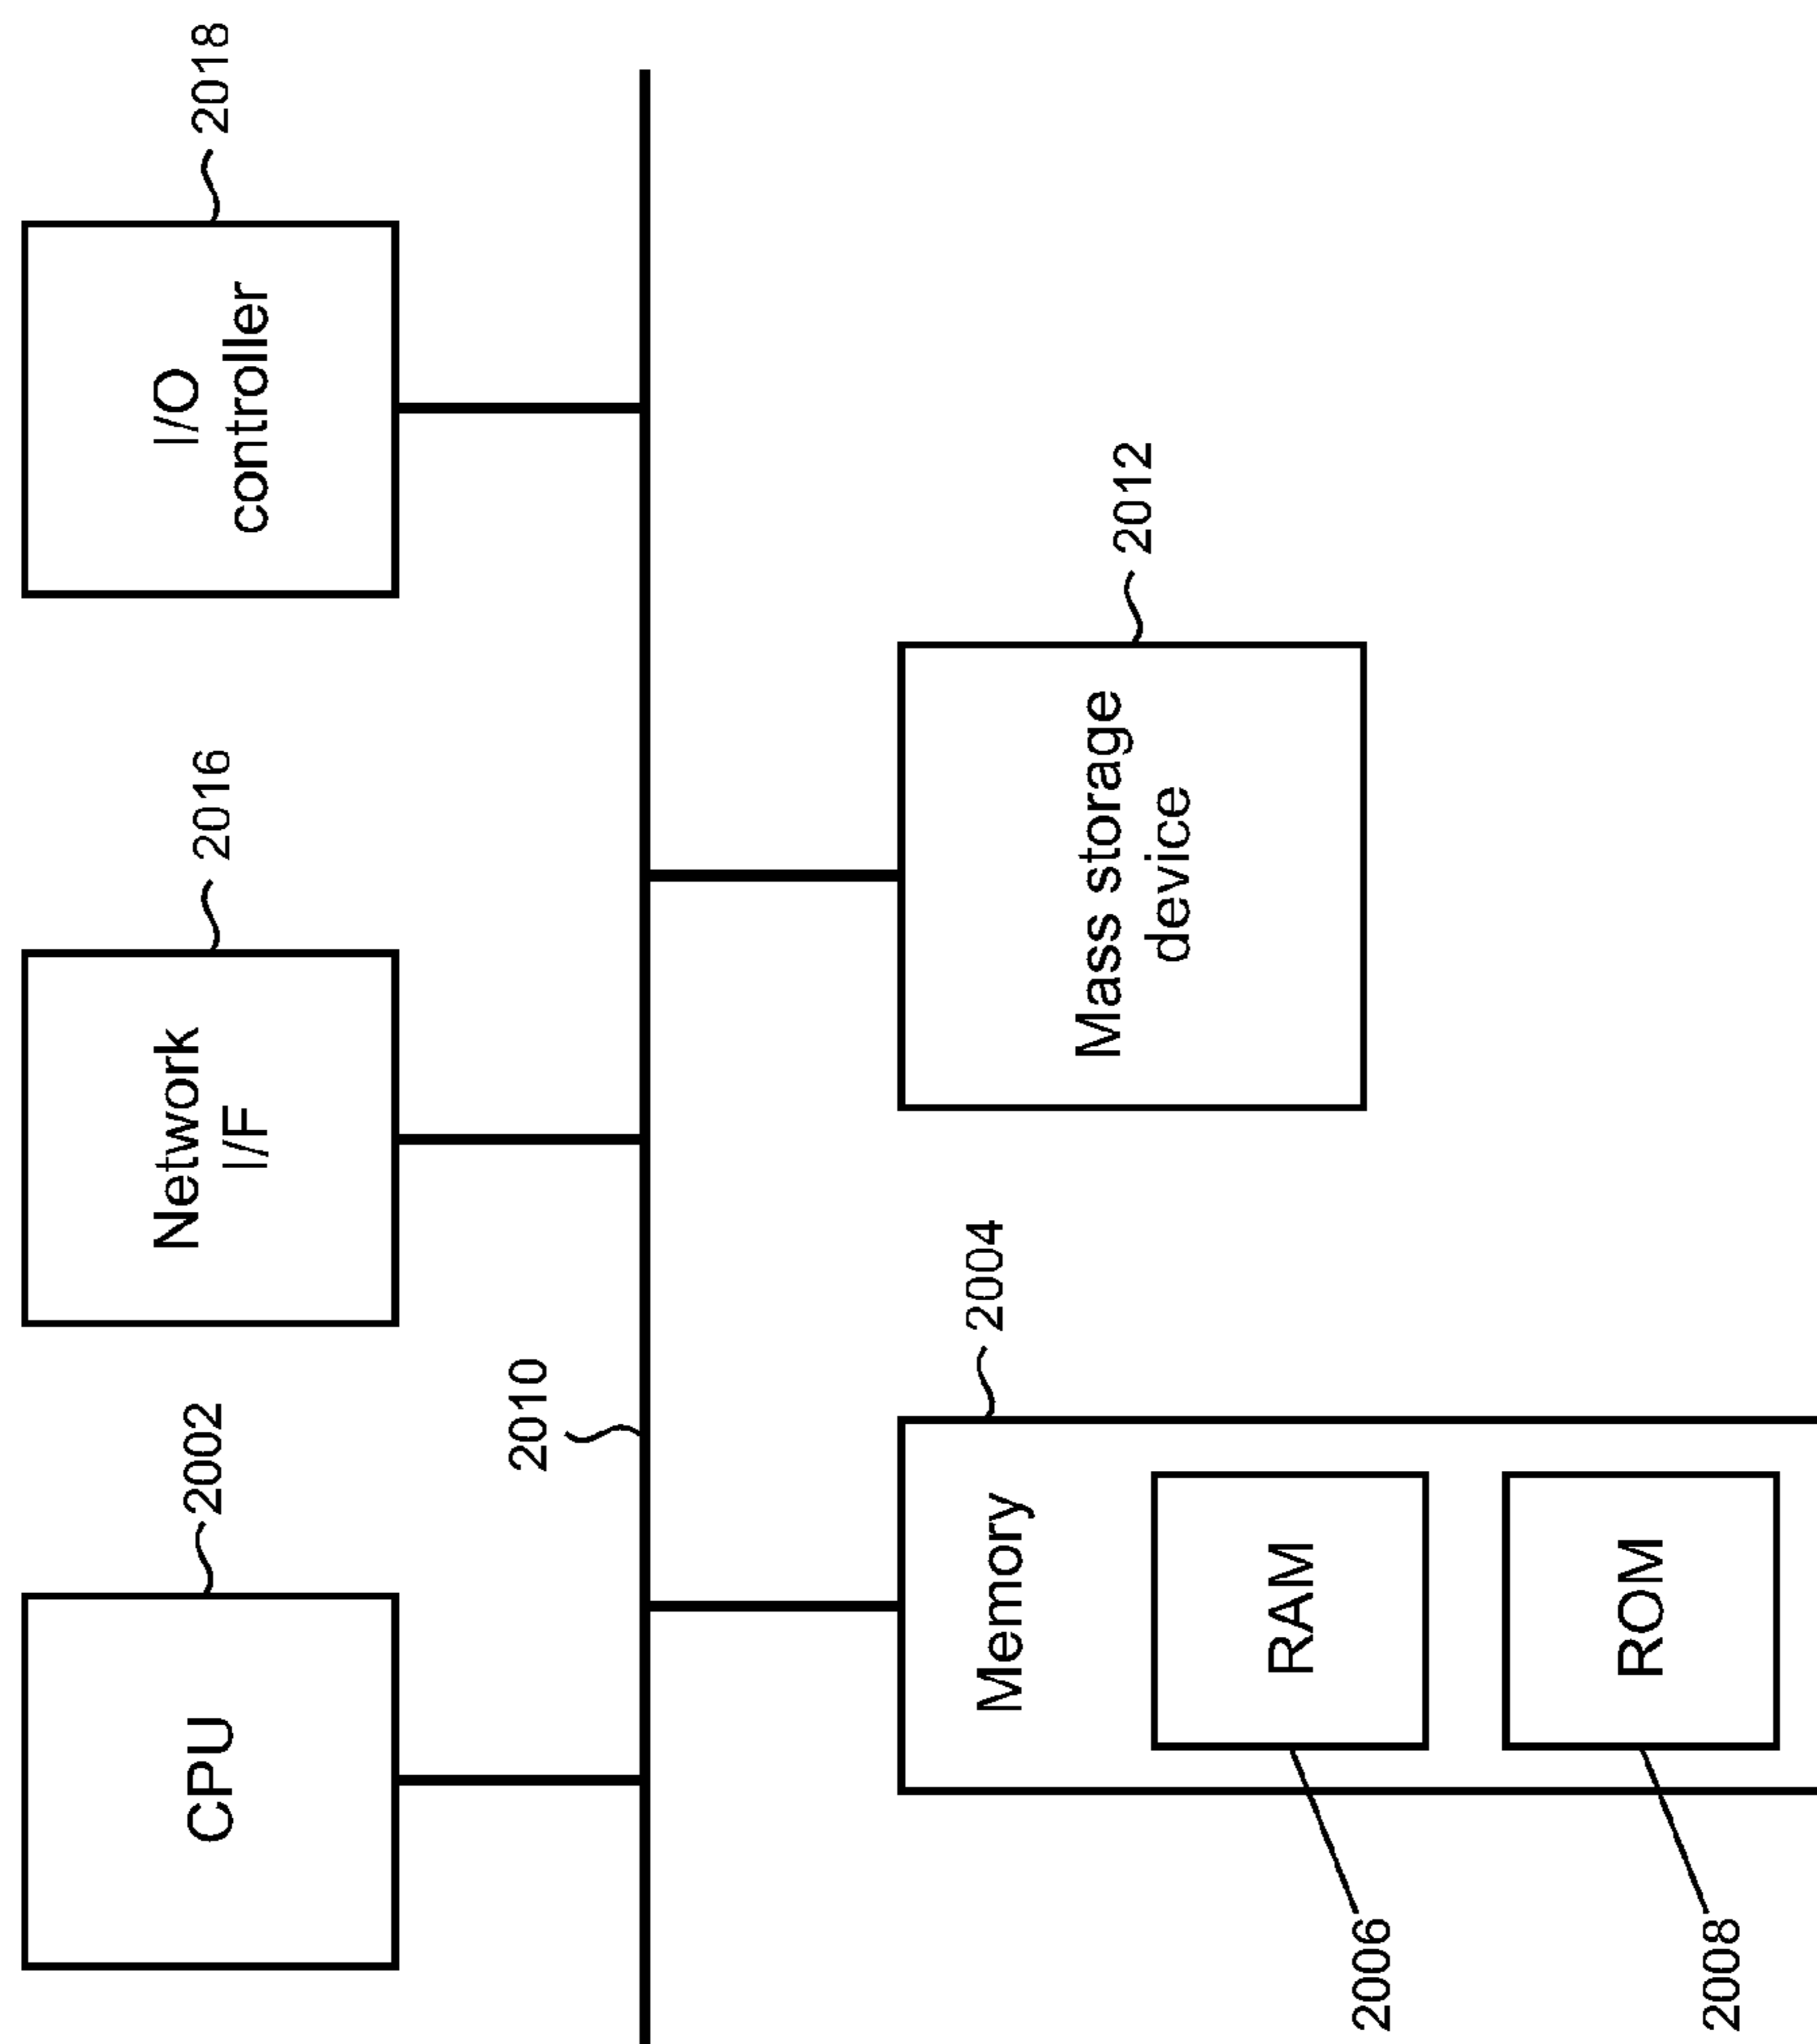 2002
CPU
2016
Network
I/F
2018
I/O
controller
2010
2004
Memory
RAM
ROM
2006
2008
2012
Mass storage
device